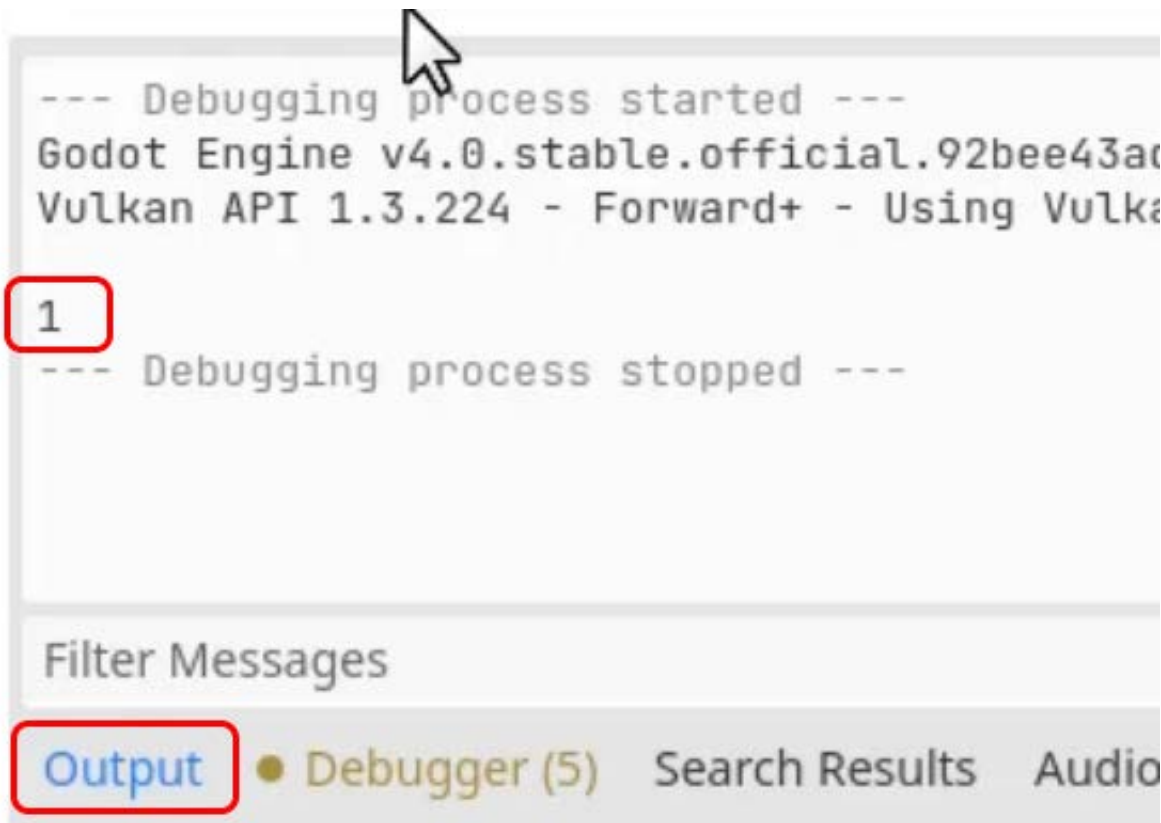 --- Debugging process started ---
Godot Engine v4.0.stable.official.92bee43a
Vulkan API 1.3.224 - Forward+ - Using
1
--- Debugging process stopped ---
Filter Messages
Output ● Debugger (5) Search Results Audio